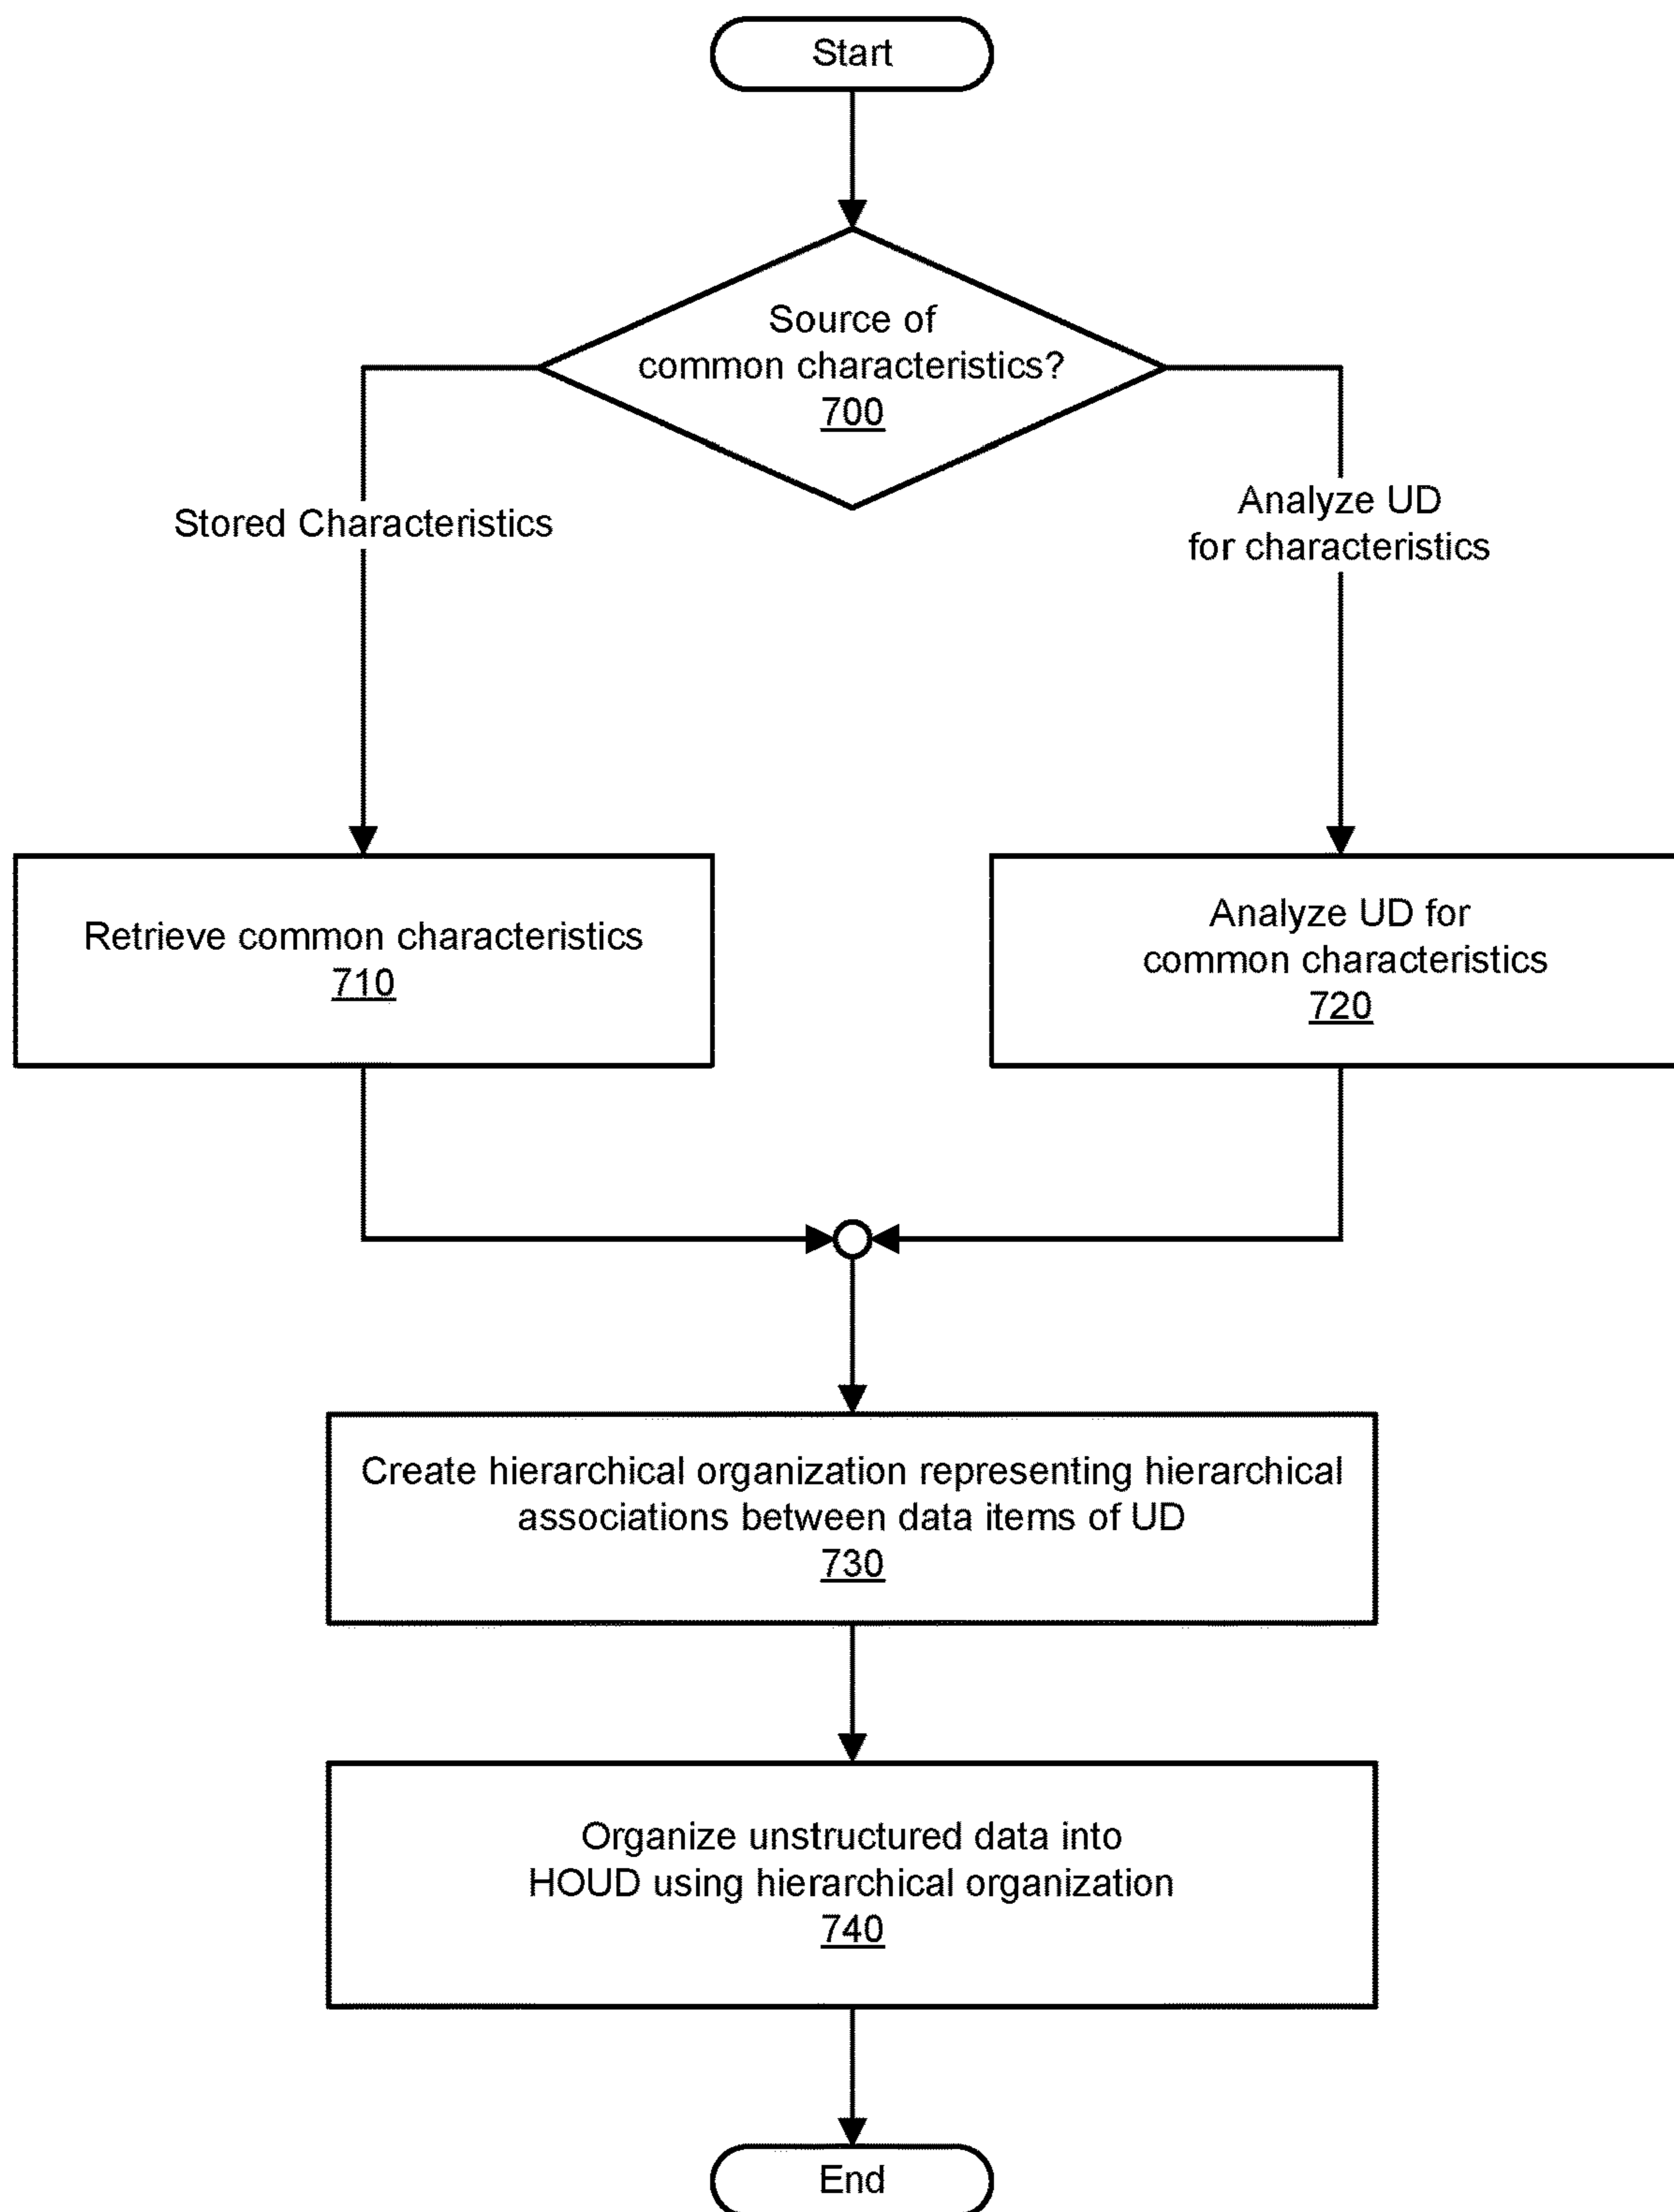 Start
Source of
common characteristics?
700
Stored Characteristics
Analyze UD
for characteristics
Retrieve common characteristics
710
Analyze UD for
common characteristics
720
Create hierarchical organization representing hierarchical
associations between data items of UD
730
Organize unstructured data into
HOUD using hierarchical organization
740
End